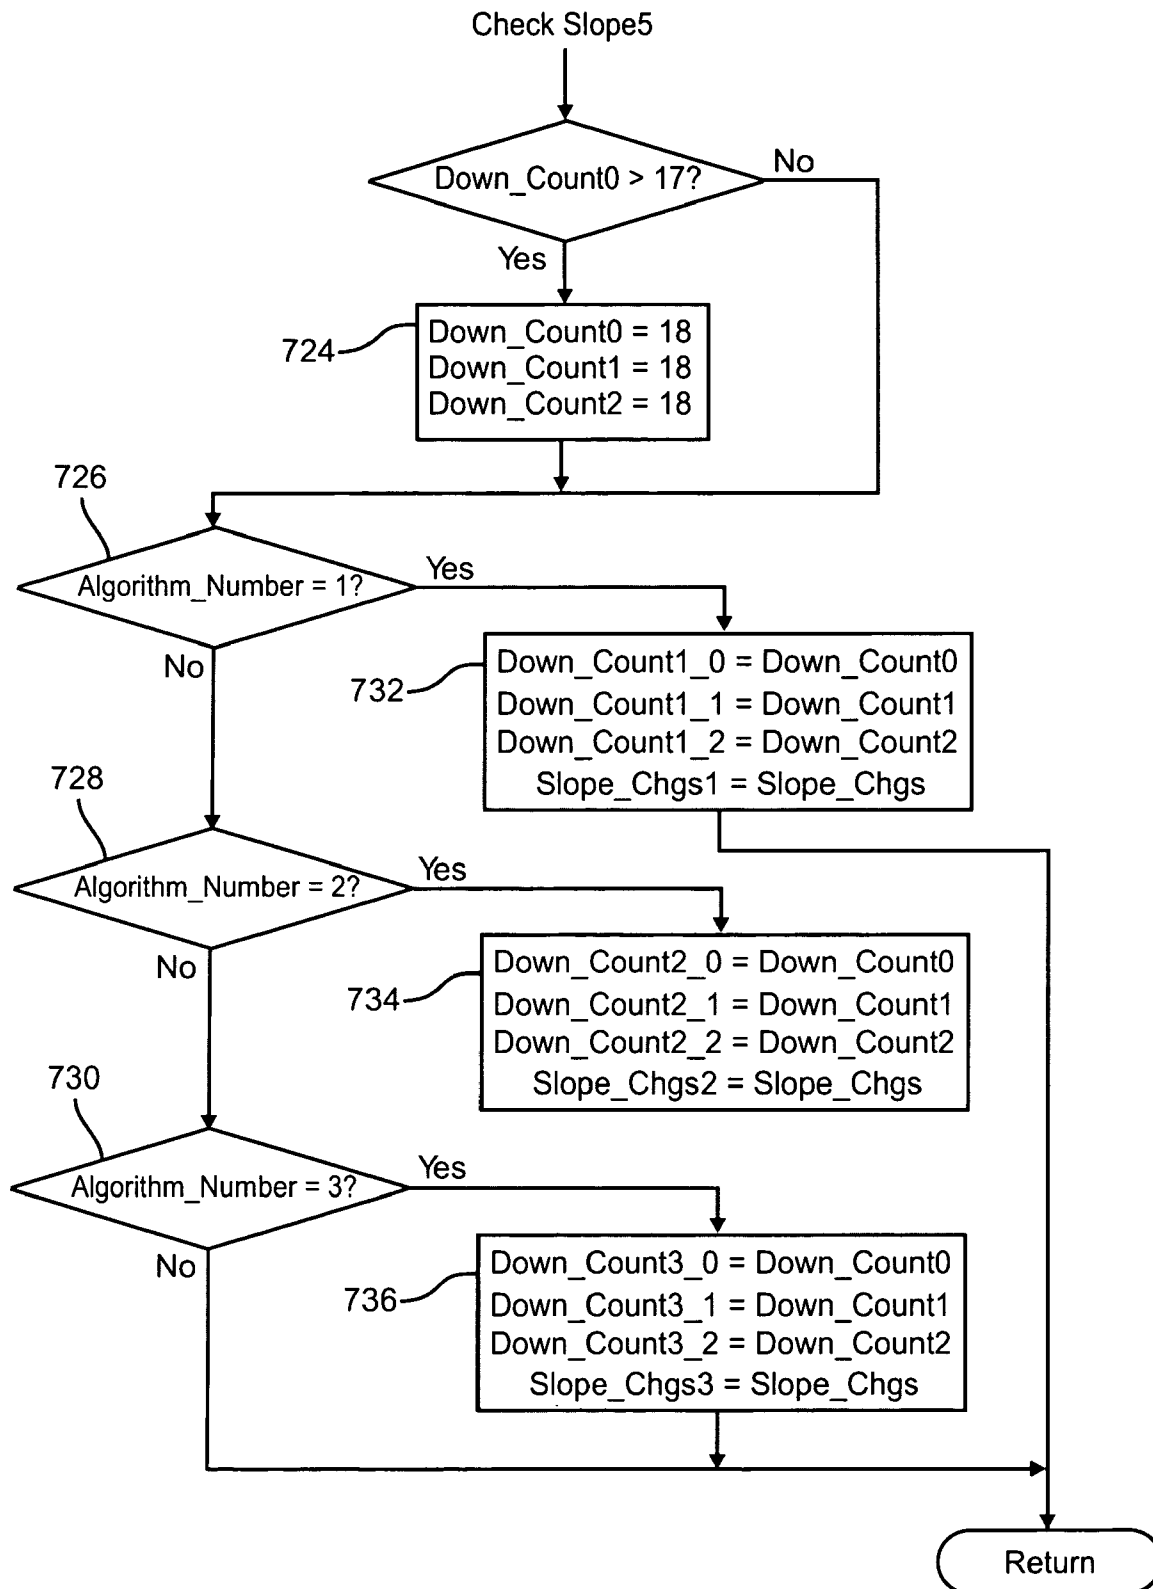 Check Slope5
Down_Count0 > 17?
No
Yes
724
Down_Count0 = 18
Down_Count1 = 18
Down_Count2 = 18
726
Algorithm_Number = 1?
Yes
No
732
Down_Count1_0 = Down_Count0
Down_Count1_1 = Down_Count1
Down_Count1_2 = Down_Count2
Slope_Chgs1 = Slope_Chgs
728
Algorithm_Number = 2?
Yes
No
734
Down_Count2_0 = Down_Count0
Down_Count2_1 = Down_Count1
Down_Count2_2 = Down_Count2
Slope_Chgs2 = Slope_Chgs
730
Algorithm_Number = 3?
Yes
No
736
Down_Count3_0 = Down_Count0
Down_Count3_1 = Down_Count1
Down_Count3_2 = Down_Count2
Slope_Chgs3 = Slope_Chgs
Return